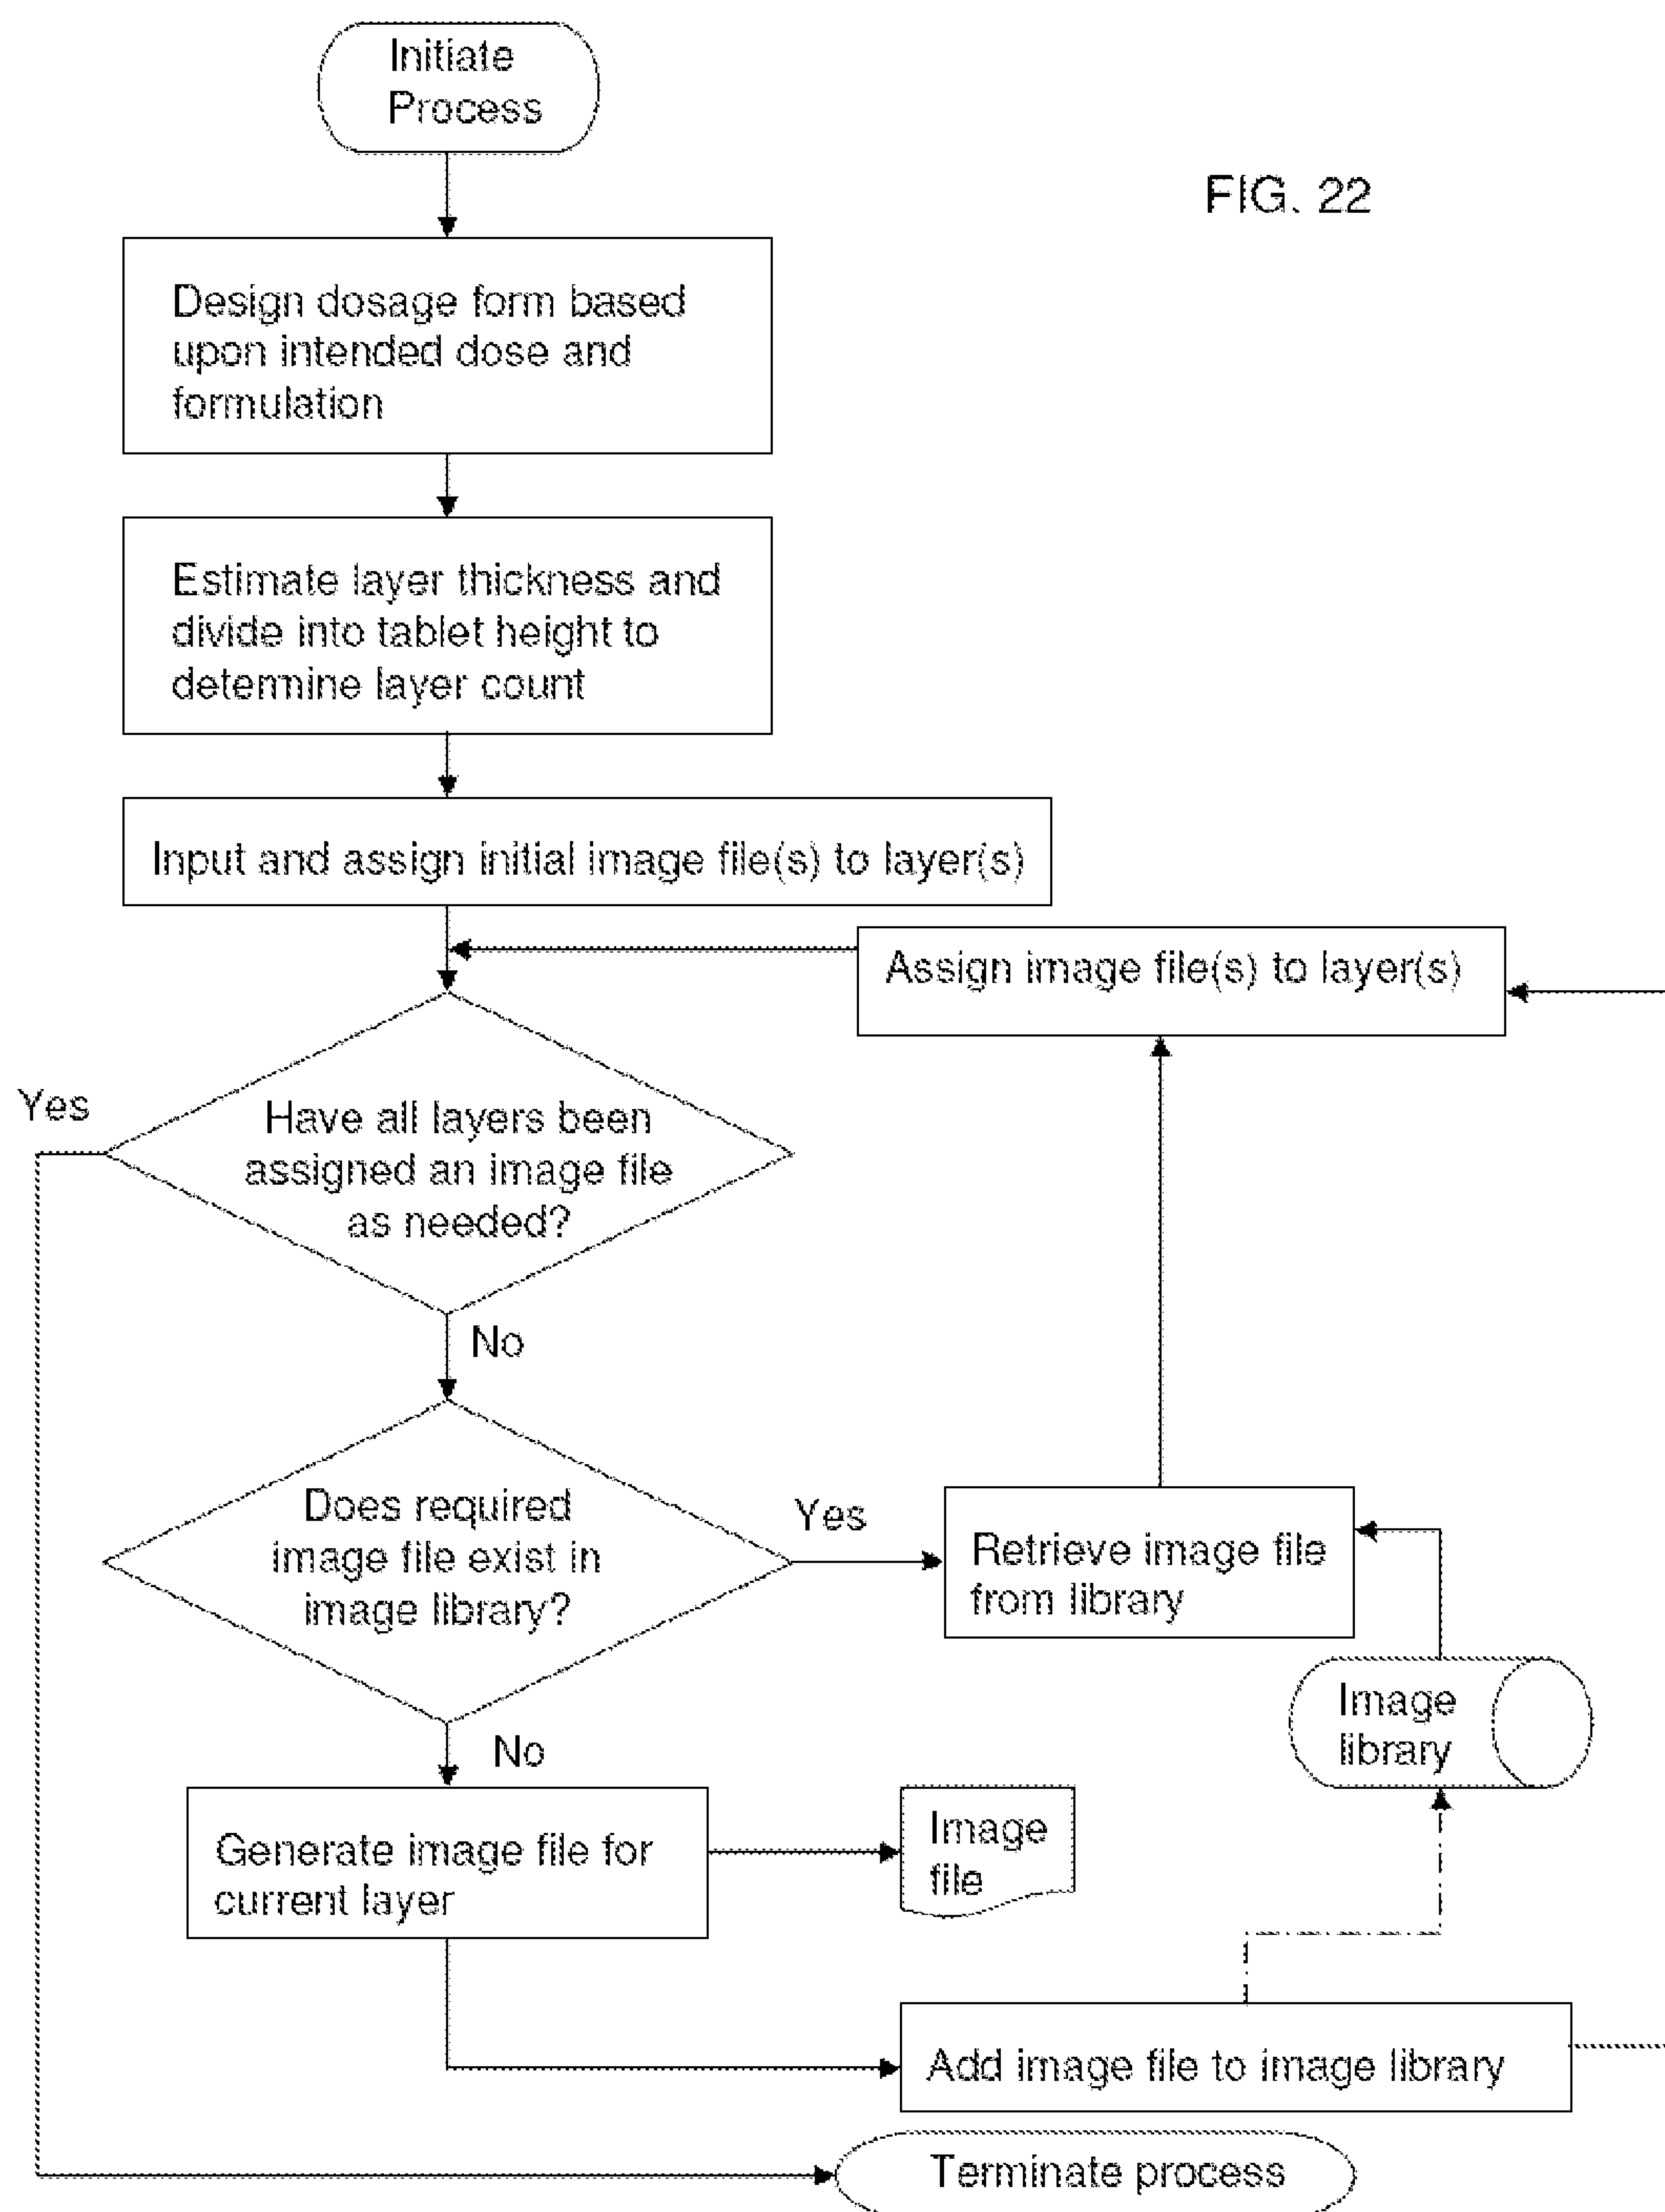 Initiate
Process
FIG. 22
Design dosage form based
upon intended dose and
formulation
Estimate layer thickness and
divide into tablet height to
determine layer count
Input and assign initial image file(s) to layer(s)
Assign image file(s) to layer(s)
Yes
Have all layers been
assigned an image file
as needed?
No
Does required
image file exist in
image library?
Yes
Retrieve image file
from library
Image
library
No
Generate image file for
current layer
Image
file
Add image file to image library
Terminate process